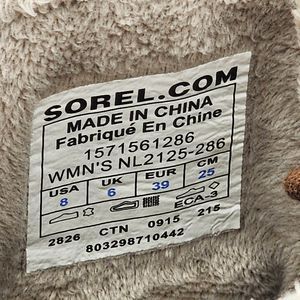 SOREL.COM
MADE IN CHINA
Fabriqué En Chine
1571561286
WMN'S NL2125-286
USA UK EUR CM
8 6 39 25
ECA-3
2826 CTN 0915 215
803298710442